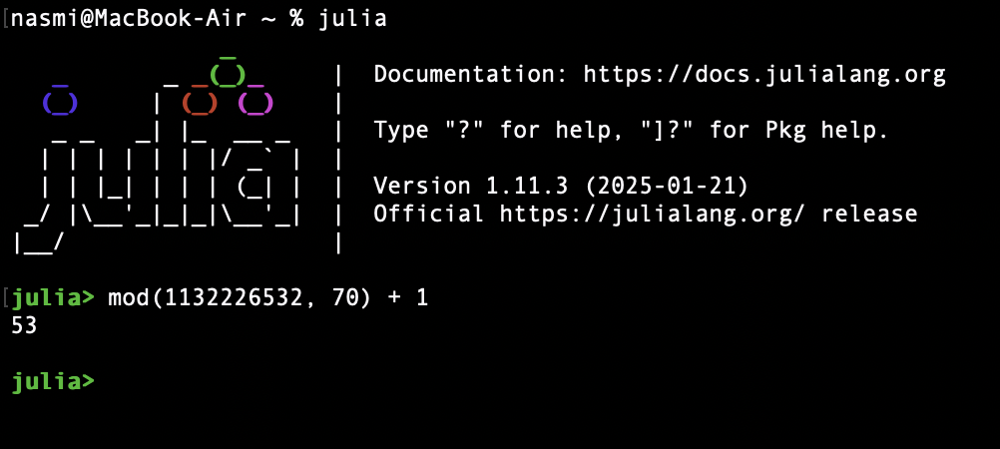 nasmi@MacBook-Air ~ % julia
               _
   _       _ _(_)_     |  Documentation: https://docs.julialang.org
  (_)     | (_) (_)    |
   _ _   _| |_  __ _   |  Type "?" for help, "]?" for Pkg help.
  | | | | | | |/ _` |  |
  | | |_| | | | (_| |  |  Version 1.11.3 (2025-01-21)
 _/ |\__'_|_|_|\__'_|  |  Official https://julialang.org/ release
|__/                   |
julia> mod(1132226532, 70) + 1
53
julia>